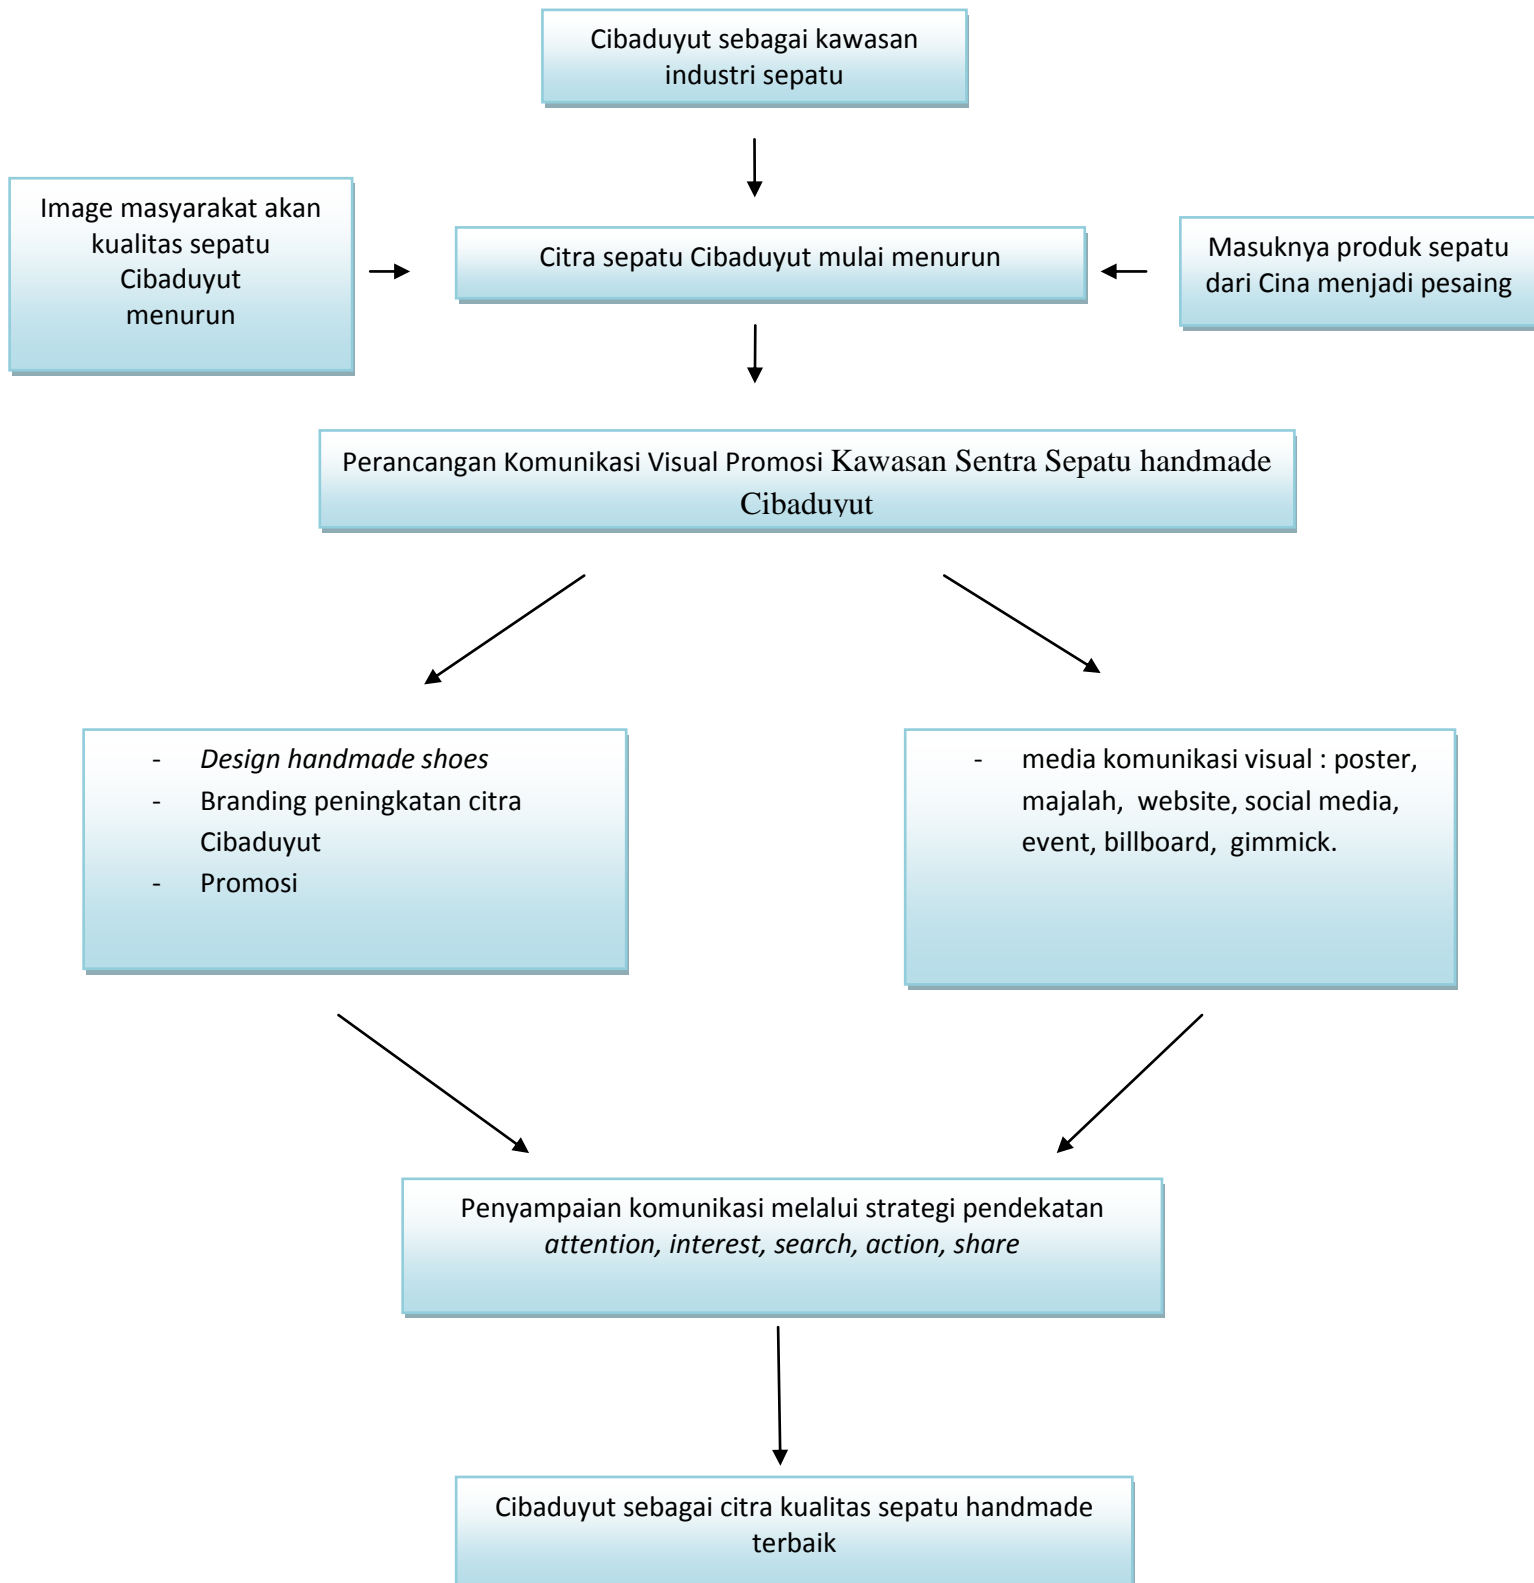 Cibaduyut sebagai kawasan
industri sepatu
Image masyarakat akan
kualitas sepatu
Cibaduyut
menurun
Citra sepatu Cibaduyut mulai menurun
Masuknya produk sepatu
dari Cina menjadi pesaing
Perancangan Komunikasi Visual Promosi Kawasan Sentra Sepatu handmade
Cibaduyut
- Design handmade shoes
- Branding peningkatan citra
Cibaduyut
- Promosi
- media komunikasi visual : poster,
majalah, website, social media,
event, billboard, gimmick.
Penyampaian komunikasi melalui strategi pendekatan
attention, interest, search, action, share
Cibaduyut sebagai citra kualitas sepatu handmade
terbaik